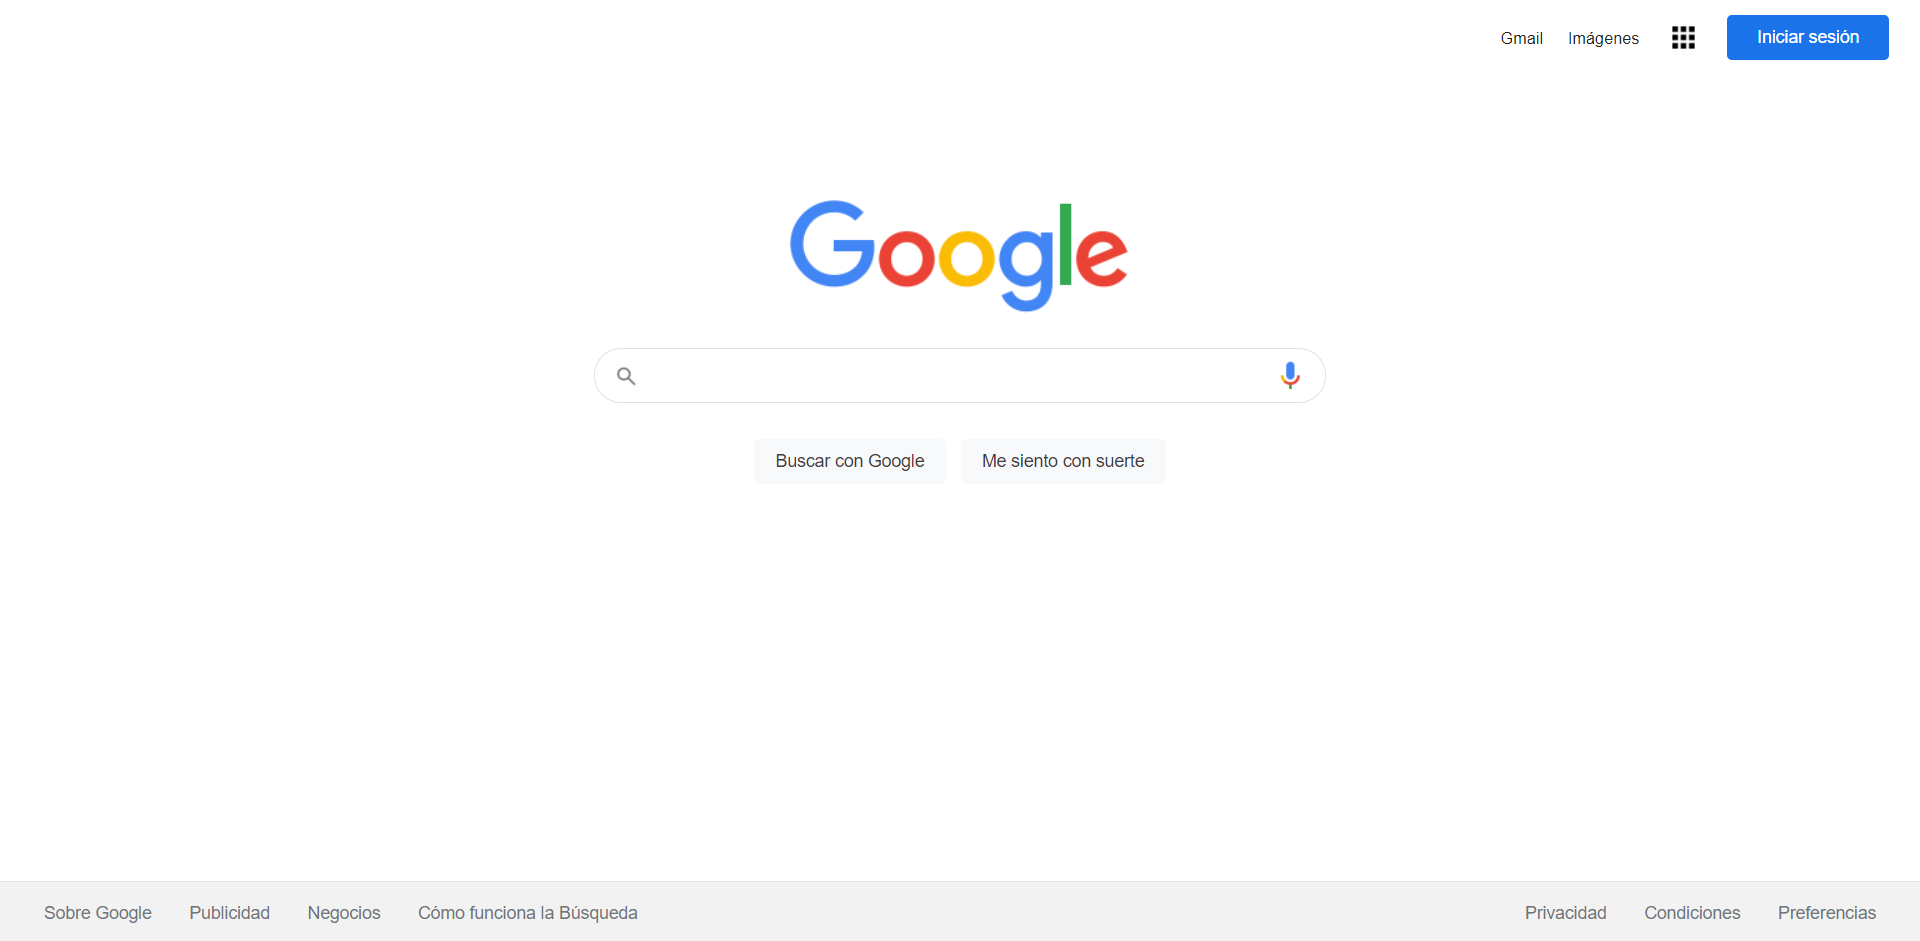 Gmail Imágenes Iniciar sesión
Google
Buscar con Google Me siento con suerte
Sobre Google Publicidad Negocios Cómo funciona la Búsqueda Privacidad Condiciones Preferencias